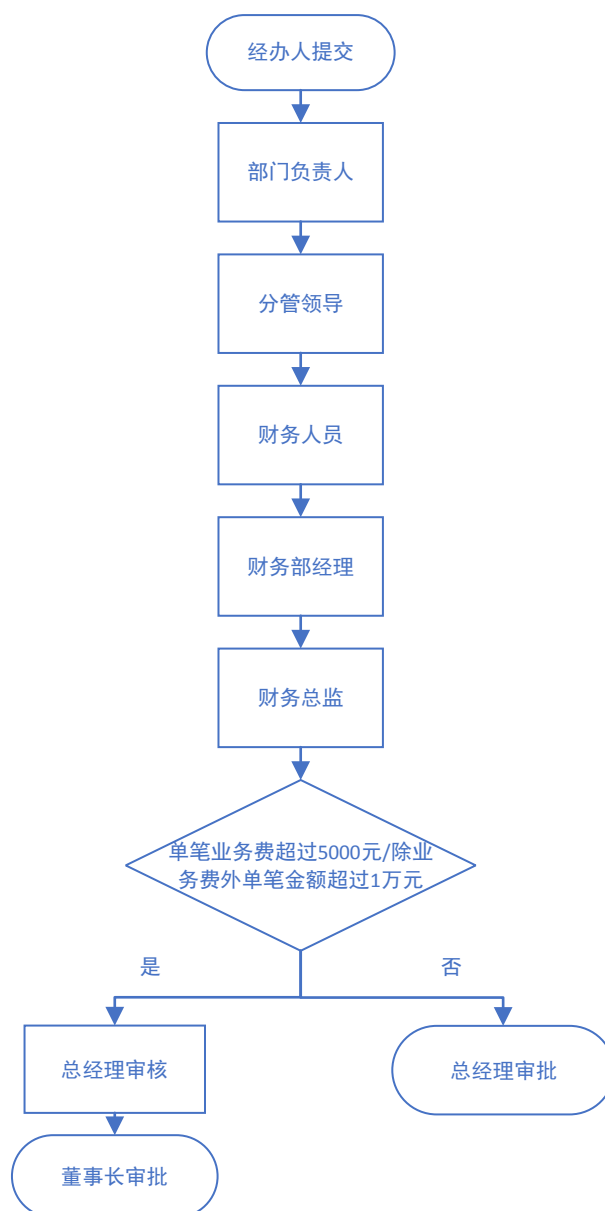 经办人提交
部门负责人
分管领导
财务人员
财务部经理
财务总监
单笔业务费超过5000元/除业
务费外单笔金额超过1万元
是
否
总经理审核
总经理审批
董事长审批